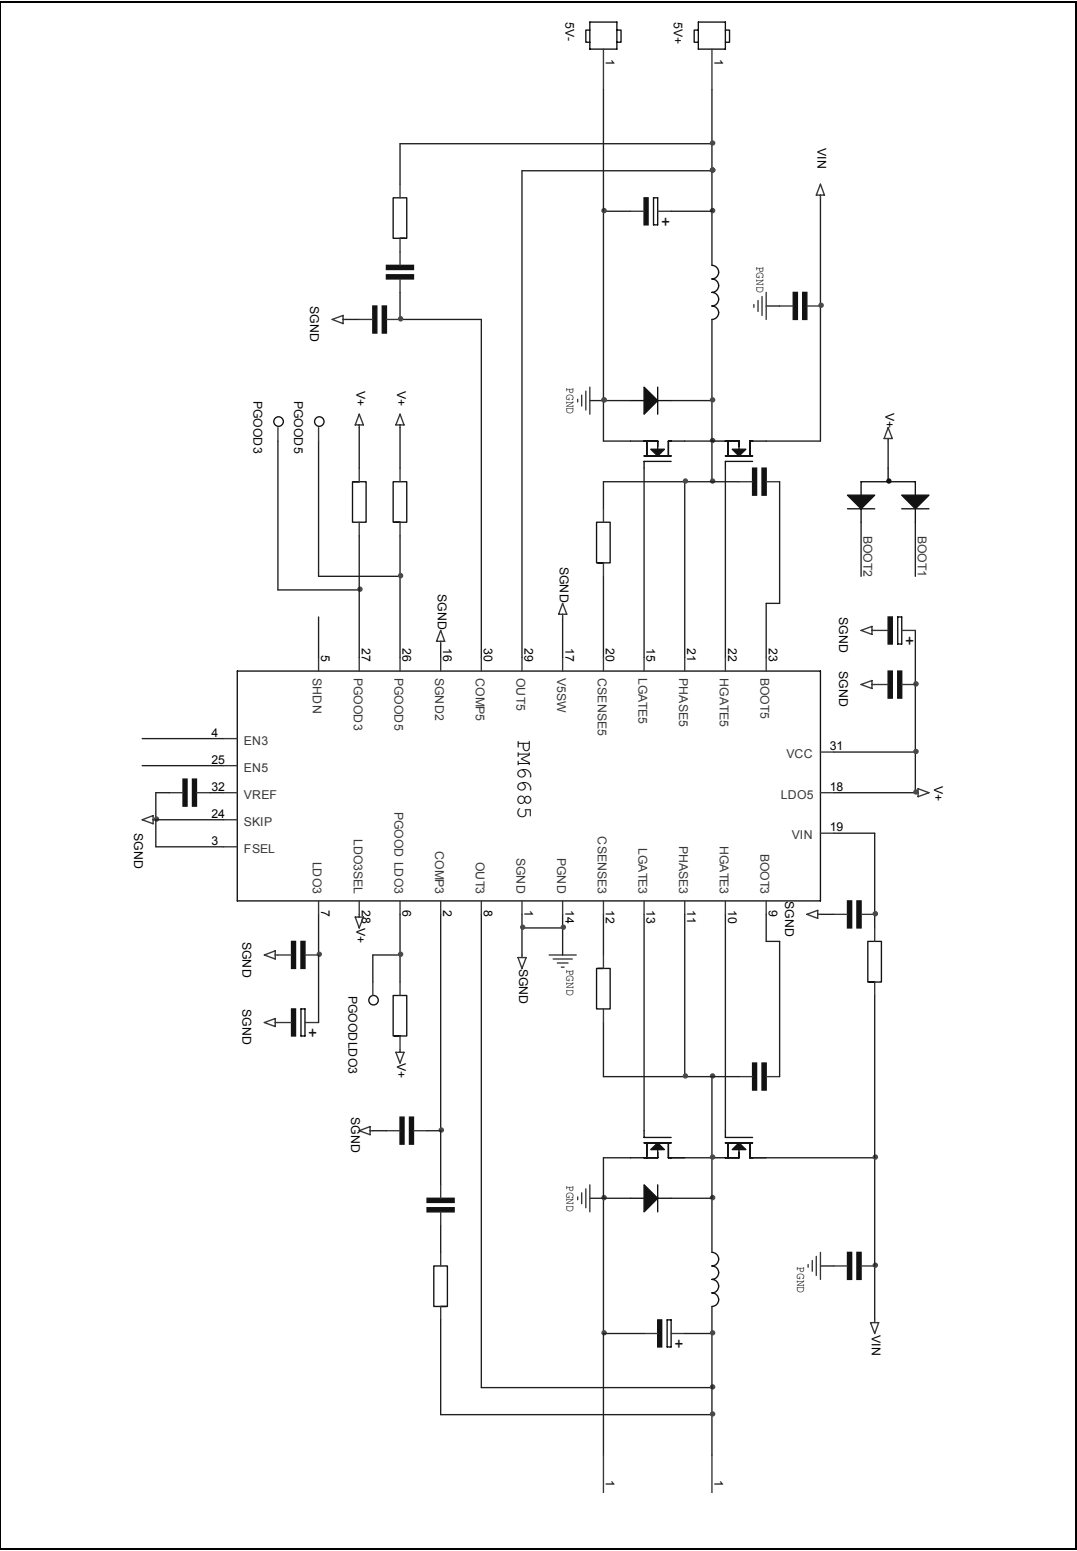 5V-
5V+
1
1
VIN
PGND
SGND
PGND
V+
V+
V+
PGOOD3
PGOOD5
BOOT2
BOOT1
SGND
SGND
SGND
SGND
5
27
26
16
30
29
17
20
15
21
22
23
SHDN
PGOOD3
PGOOD5
SGND2
COMP5
OUT5
V5SW
CSENSE5
LGATE5
PHASE5
HGATE5
BOOT5
4
EN3
25
EN5
32
VREF
24
SKIP
3
FSEL
SGND
PM6685
VCC
31
LDO5
18
V+
VIN
19
LDO3
LDO3SEL
PGOOD LDO3
COMP3
OUT3
SGND
PGND
CSENSE3
LGATE3
PHASE3
HGATE3
BOOT3
7
28
6
2
8
1
14
12
13
11
10
9
V+
SGND
SGND
SGND
SGND
PGND
PGOODLDO3
V+
SGND
PGND
PGND
VIN
1
1